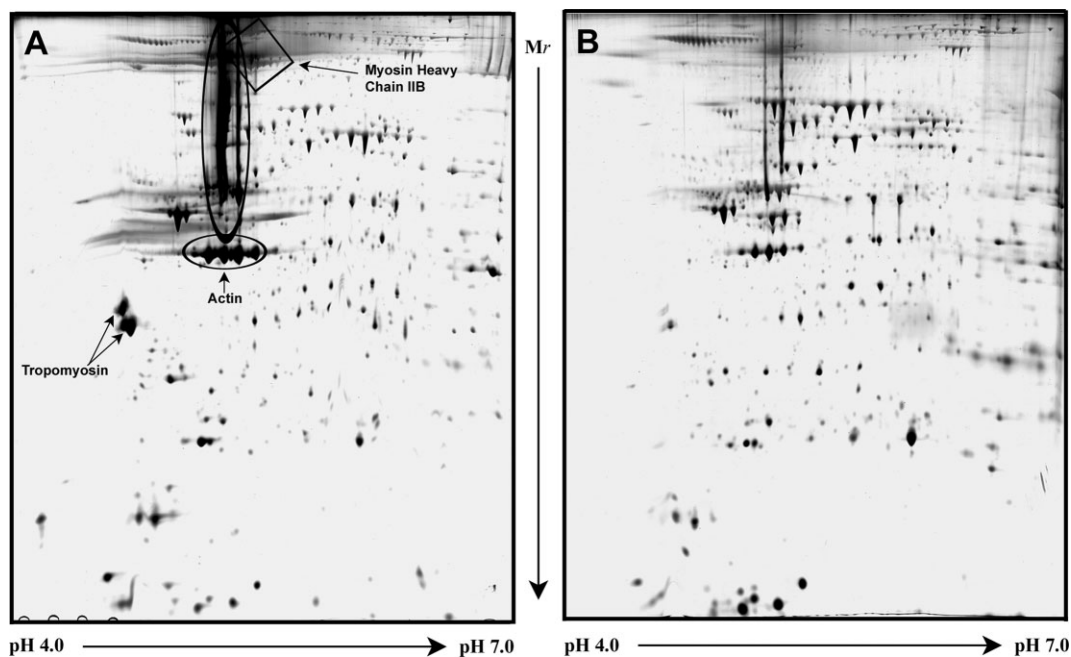 A
Mr
B
Myosin Heavy
Chain IIB
Actin
Tropomyosin
pH 4.0
pH 7.0
pH 4.0
pH 7.0